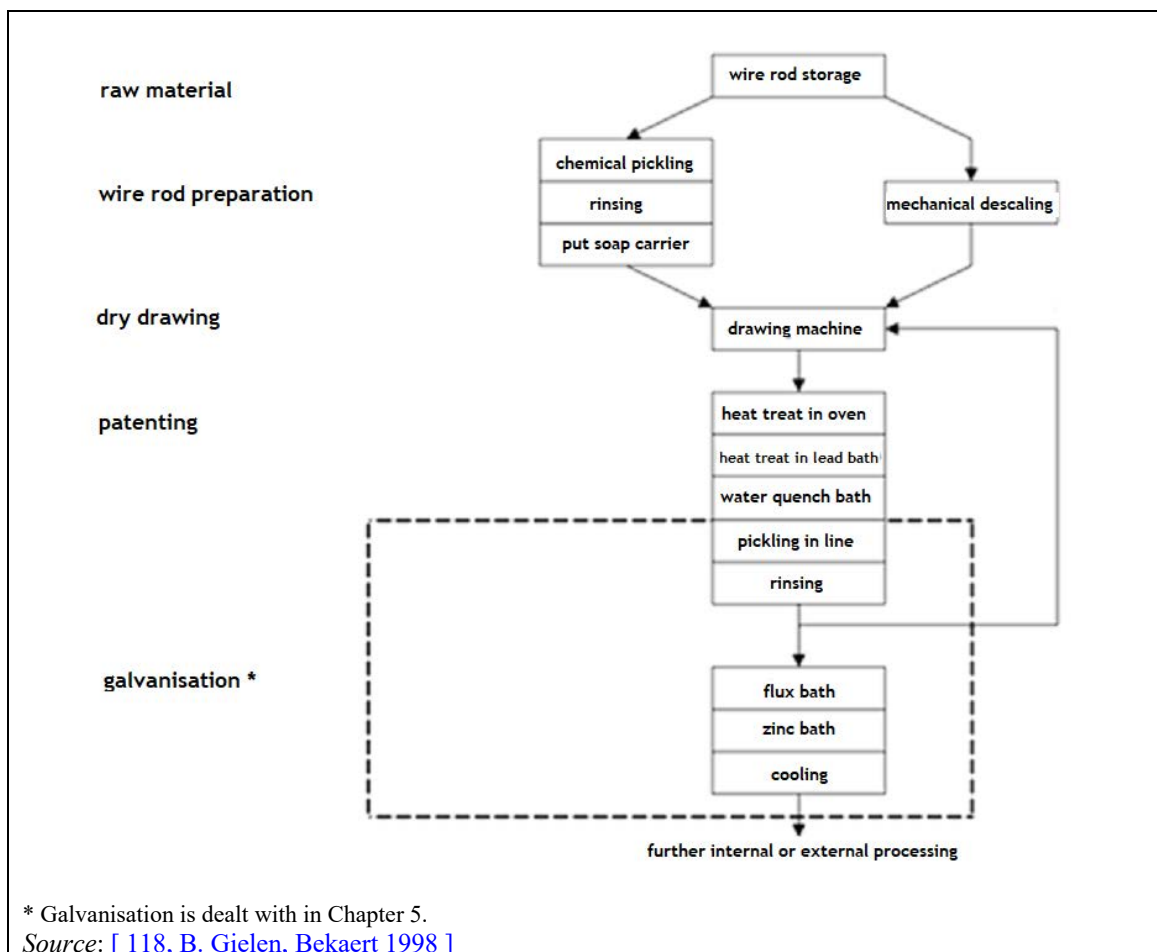 raw material
wire rod storage
chemical pickling
wire rod preparation
rinsing
mechanical descaling
put soap carrier
dry drawing
drawing machine
patenting
heat treat in oven
heat treat in lead bath
water quench bath
pickling in line
rinsing
galvanisation *
flux bath
zinc bath
cooling
further internal or external processing
* Galvanisation is dealt with in Chapter 5.
Source: [ 118, B. Gielen, Bekaert 1998 ]